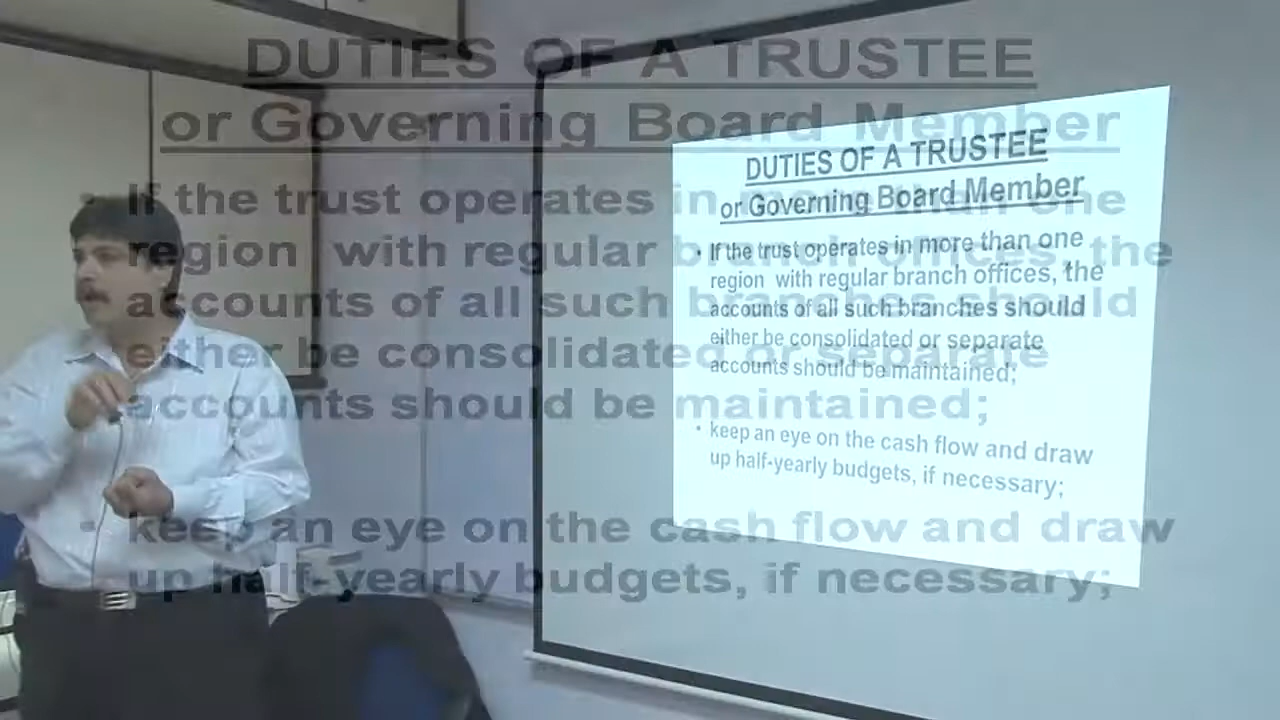 DUTIES OF A TRUSTEE
or Governing Board Member
• If the trust operates in more than one
region with regular branch offices, the
accounts of all such branches should
either be consolidated or separate
accounts should be maintained;
• keep an eye on the cash flow and draw
up half-yearly budgets, if necessary;
DUTIES OF A TRUSTEE
or Governing Board Member
• If the trust operates in more than one
region with regular branch offices, the
accounts of all such branches should
either be consolidated or separate
accounts should be maintained;
• keep an eye on the cash flow and draw
up half-yearly budgets, if necessary;